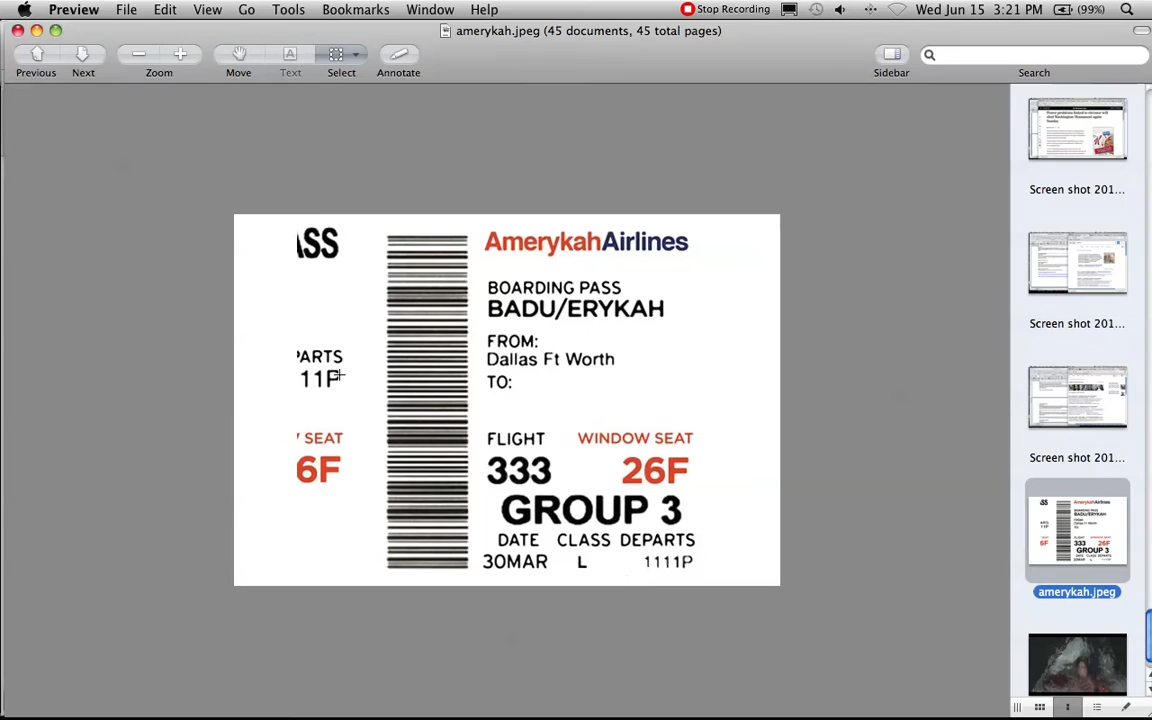 Preview File Edit View Go Tools Bookmarks Window Help Stop Recording Wed Jun 15 3:21 PM (99%)
amerykah.jpeg (45 documents, 45 total pages)
Previous Next Zoom Move Text Select Annotate Sidebar Search
ASS
PARTS
11P
SEAT
6F
AmerykahAirlines
BOARDING PASS
BADU/ERYKAH
FROM:
Dallas Ft Worth
TO:
FLIGHT WINDOW SEAT
333 26F
GROUP 3
DATE CLASS DEPARTS
30MAR L 1111P
Screen shot 201...
Screen shot 201...
Screen shot 201...
amerykah.jpeg